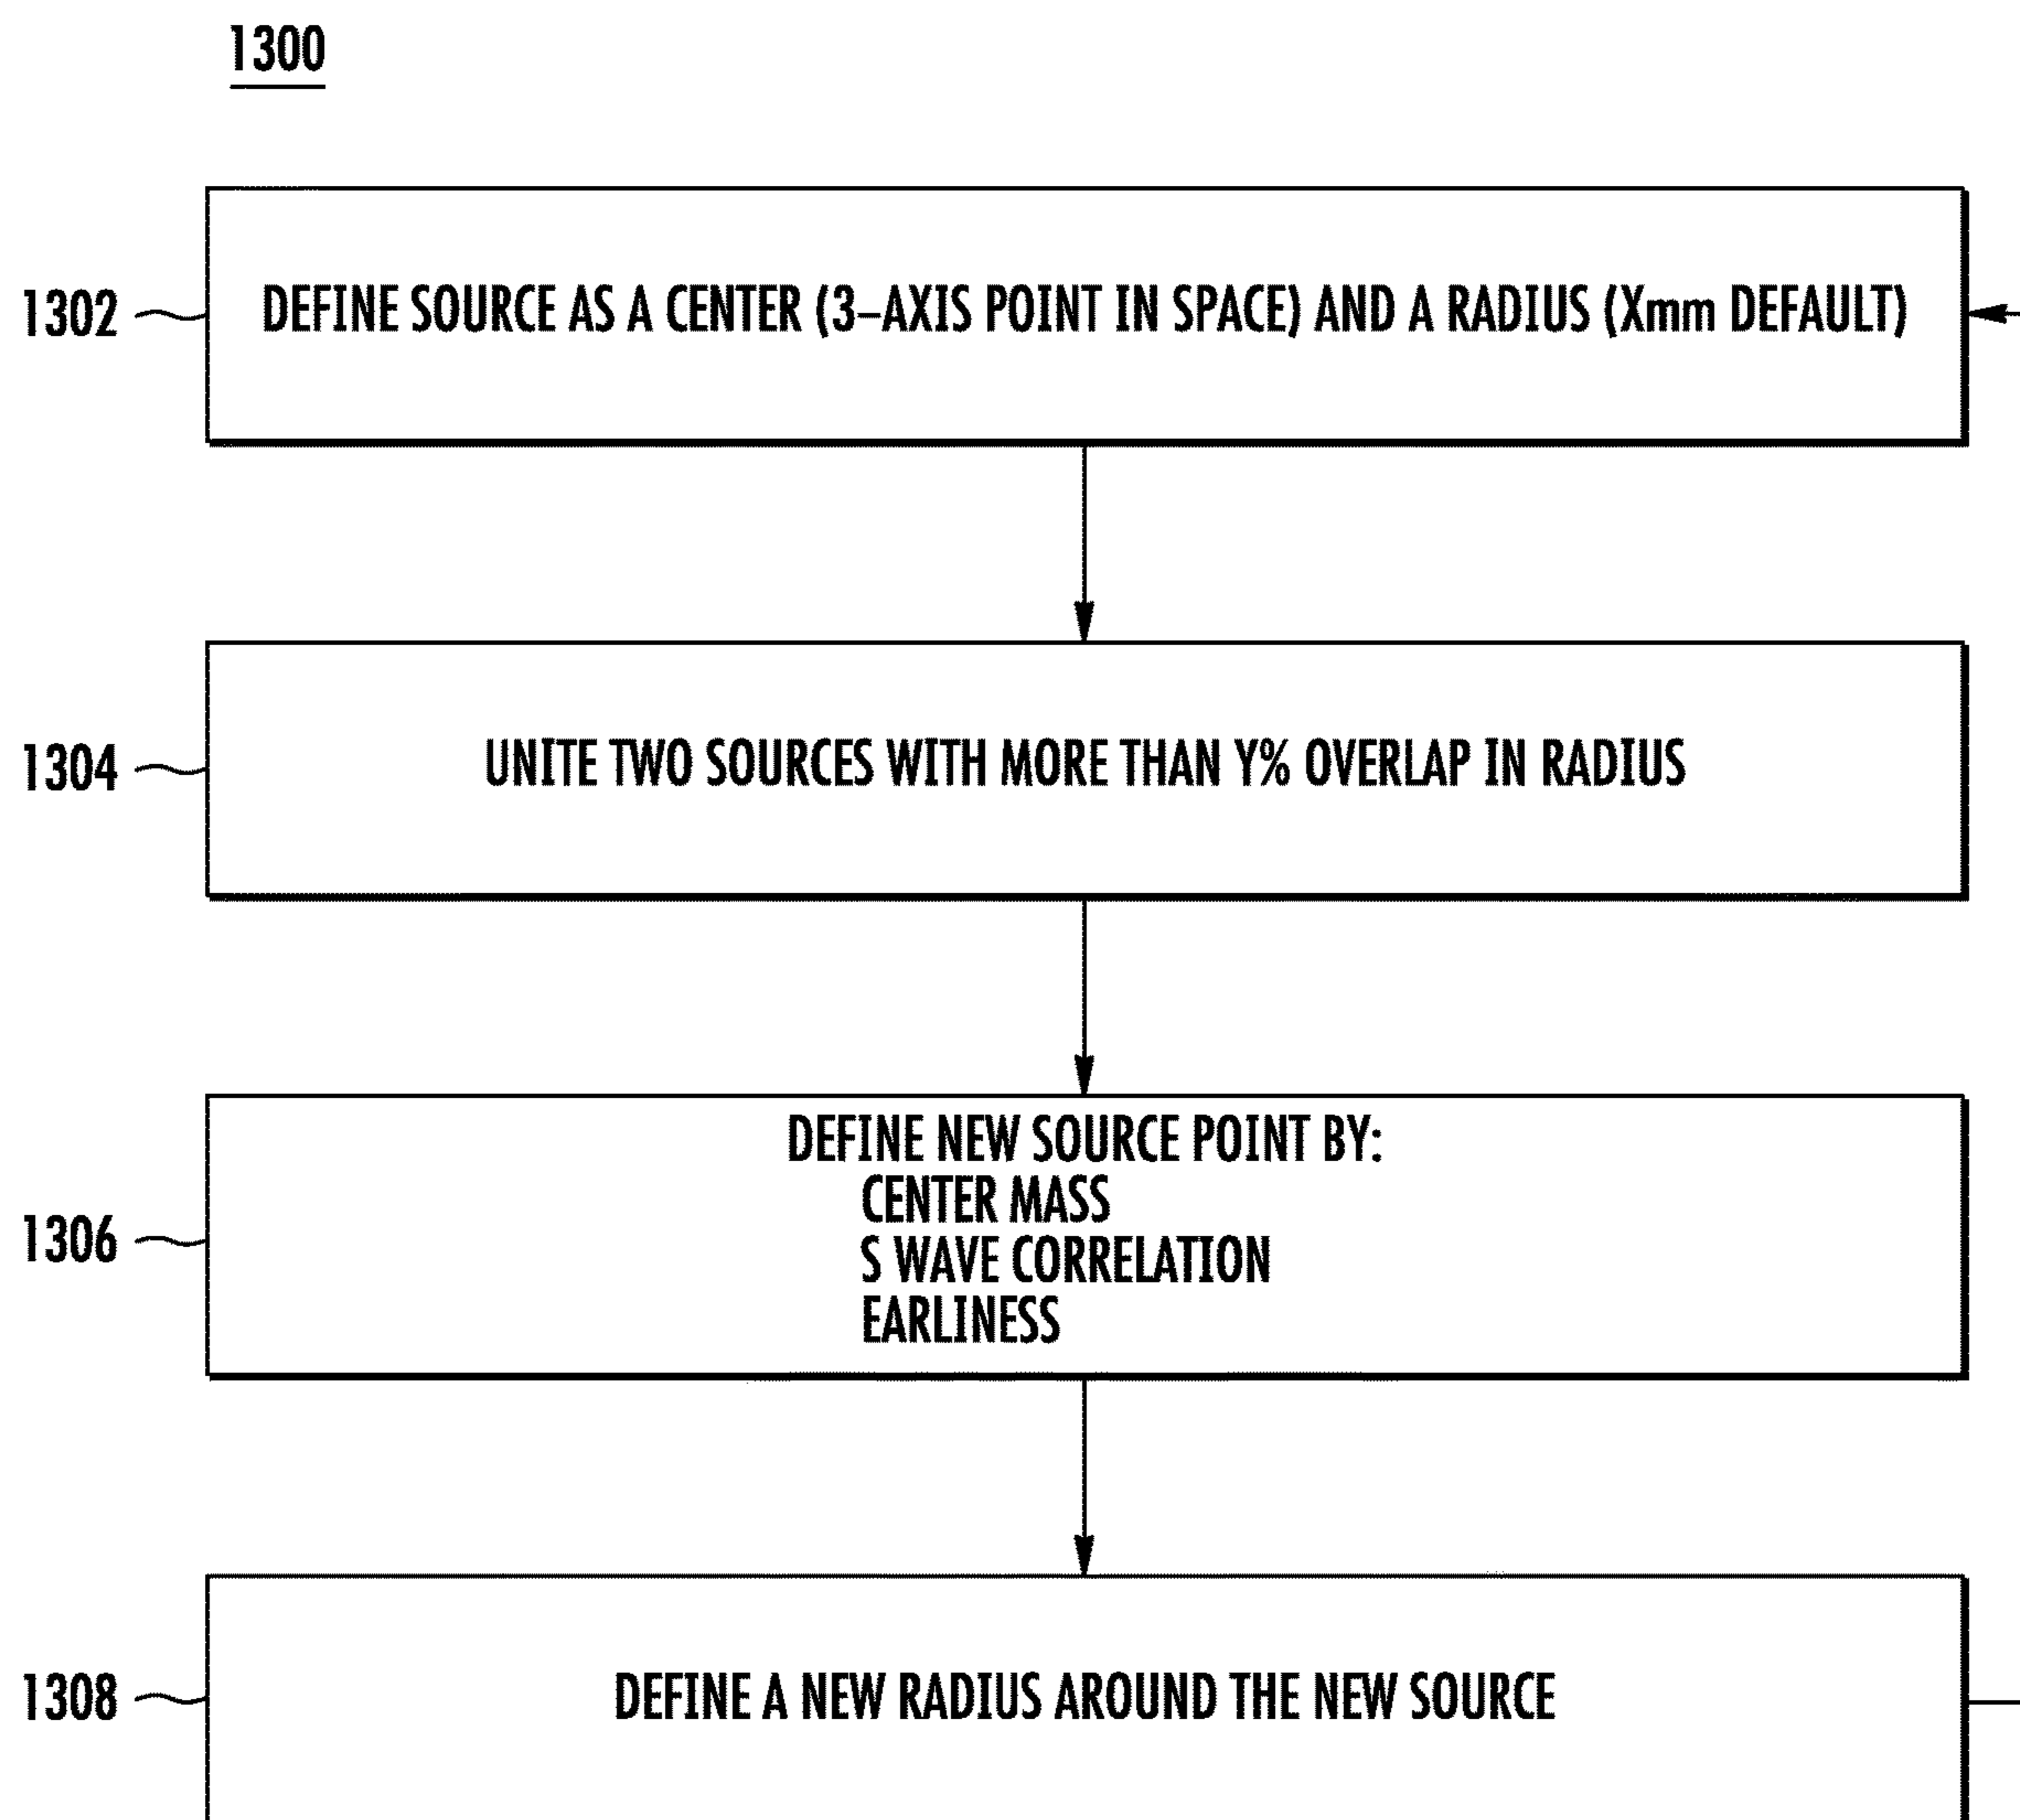 1300
1302
DEFINE SOURCE AS A CENTER (3–AXIS POINT IN SPACE) AND A RADIUS (Xmm DEFAULT)
1304
UNITE TWO SOURCES WITH MORE THAN Y% OVERLAP IN RADIUS
1306
DEFINE NEW SOURCE POINT BY:
CENTER MASS
S WAVE CORRELATION
EARLINESS
1308
DEFINE A NEW RADIUS AROUND THE NEW SOURCE